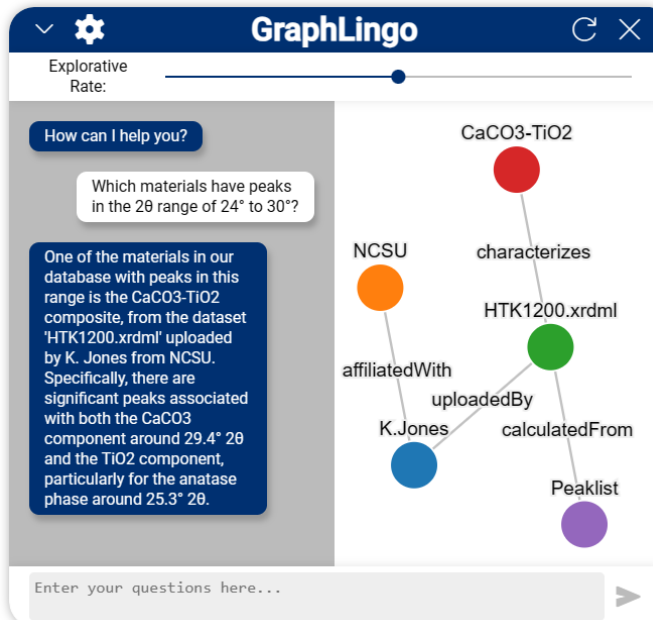 GraphLingo
Explorative
Rate:
How can I help you?
Which materials have peaks
in the 2θ range of 24° to 30°?
One of the materials in our
database with peaks in this
range is the CaCO3-TiO2
composite, from the dataset
'HTK1200.xrdml' uploaded
by K. Jones from NCSU.
Specifically, there are
significant peaks associated
with both the CaCO3
component around 29.4° 2θ
and the TiO2 component,
particularly for the anatase
phase around 25.3° 2θ.
CaCO3-TiO2
NCSU
characterizes
HTK1200.xrdml
affiliatedWith
uploadedBy
K.Jones
calculatedFrom
Peaklist
Enter your questions here...